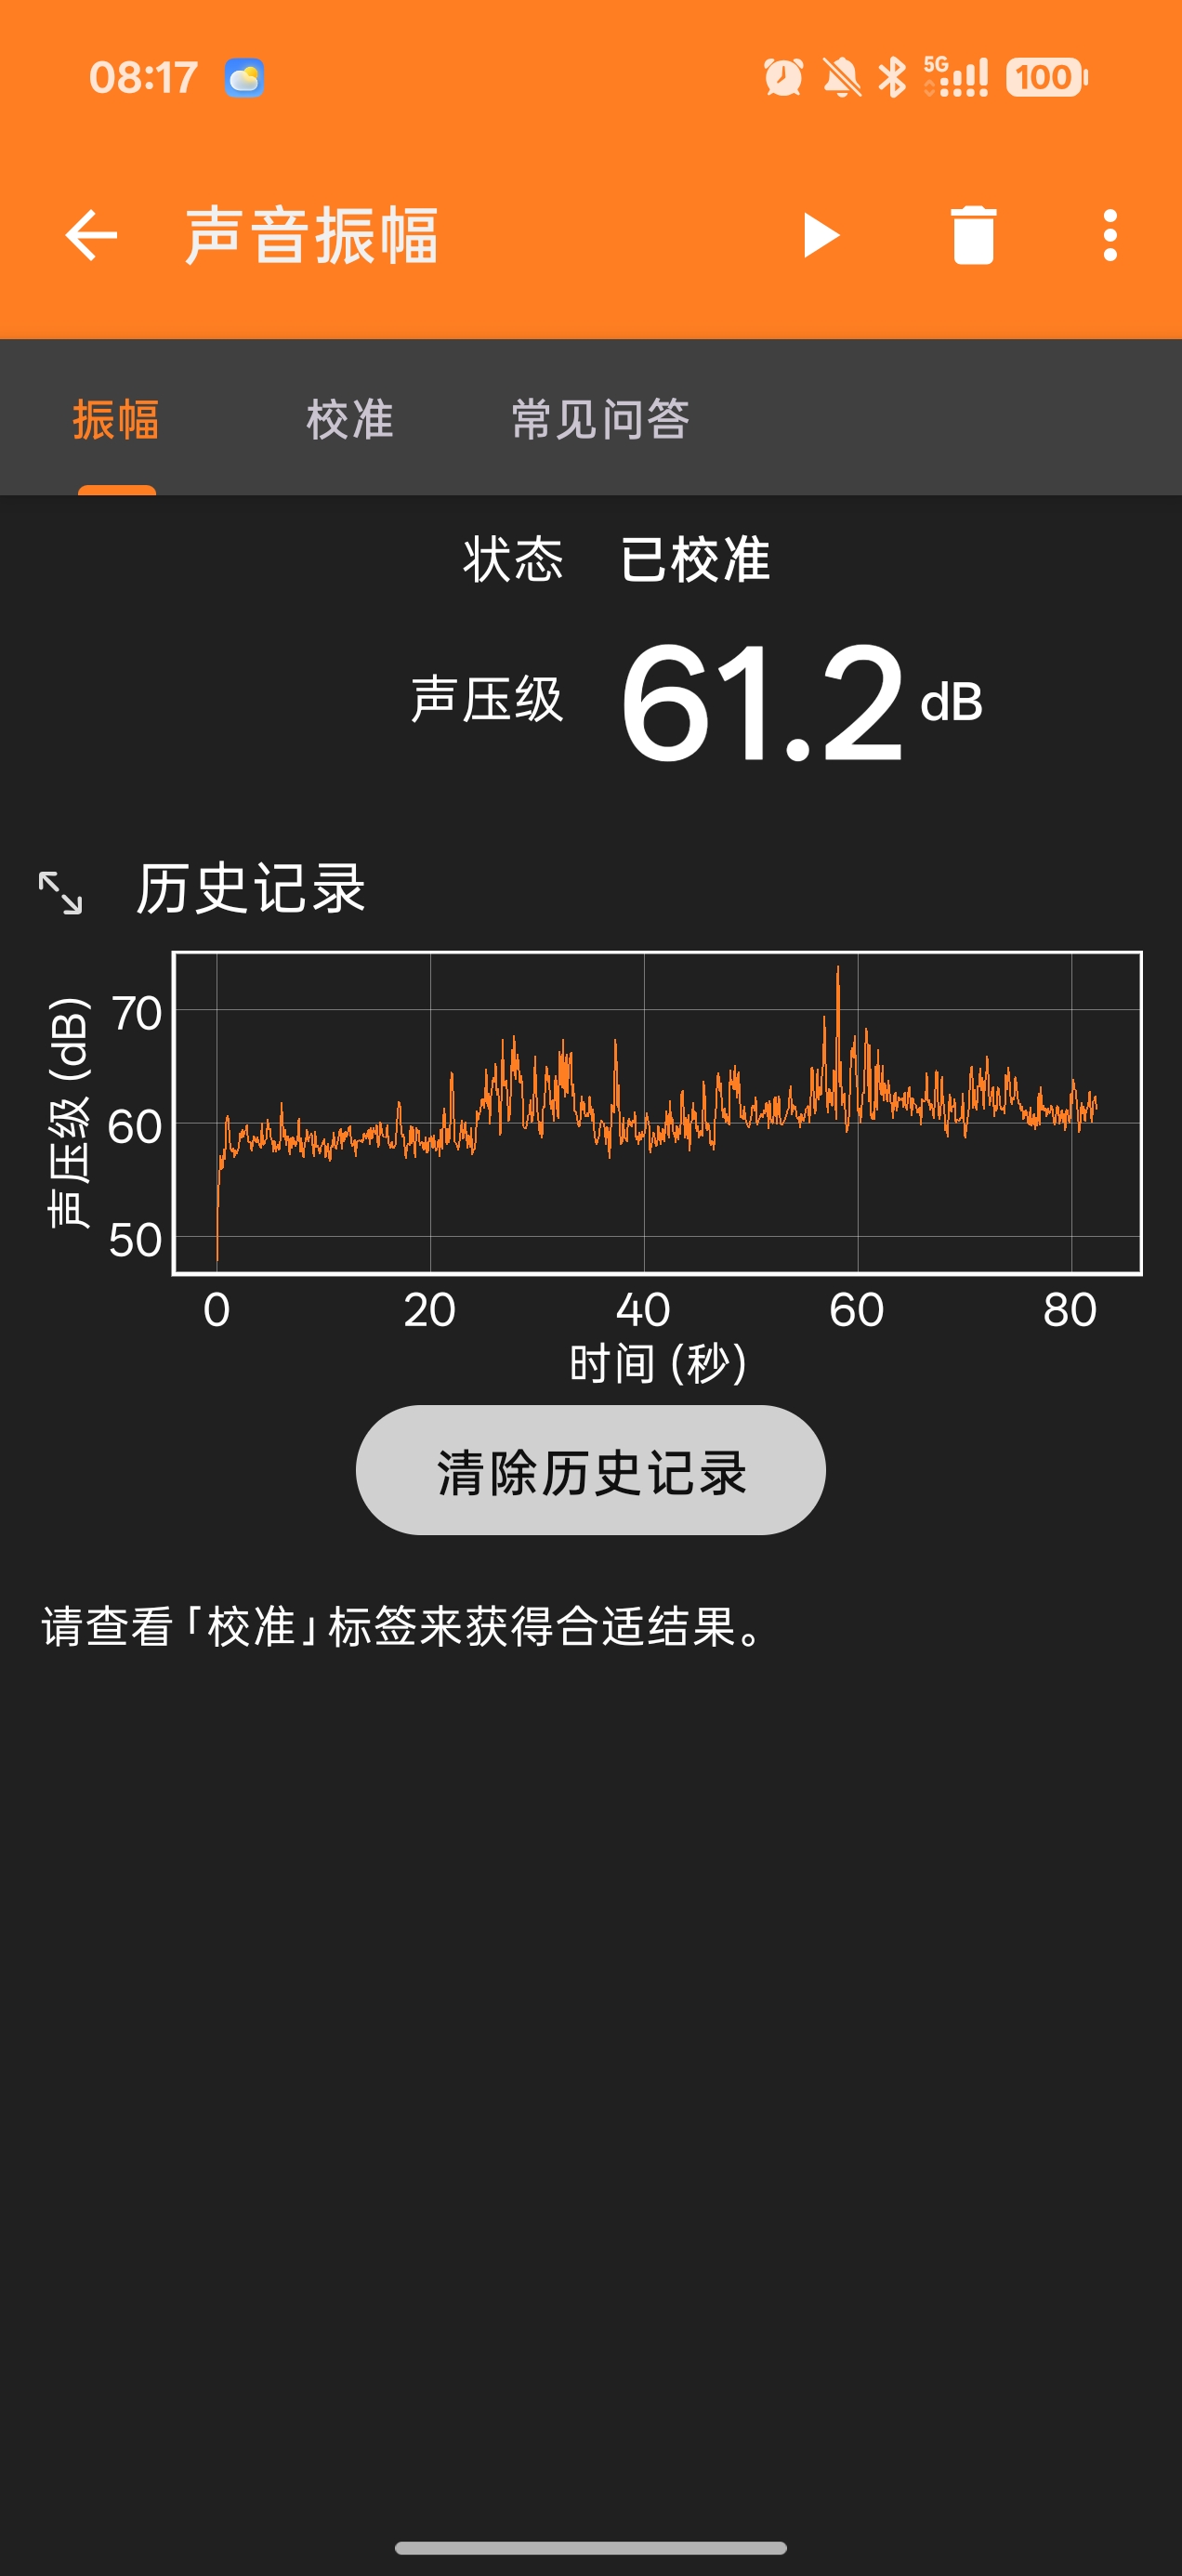 08:17 5G 100
声音振幅
振幅 校准 常见问答
状态 已校准
声压级 61.2 dB
历史记录
声压级 (dB)
70
60
50
0 20 40 60 80
时间 (秒)
清除历史记录
请查看「校准」标签来获得合适结果。